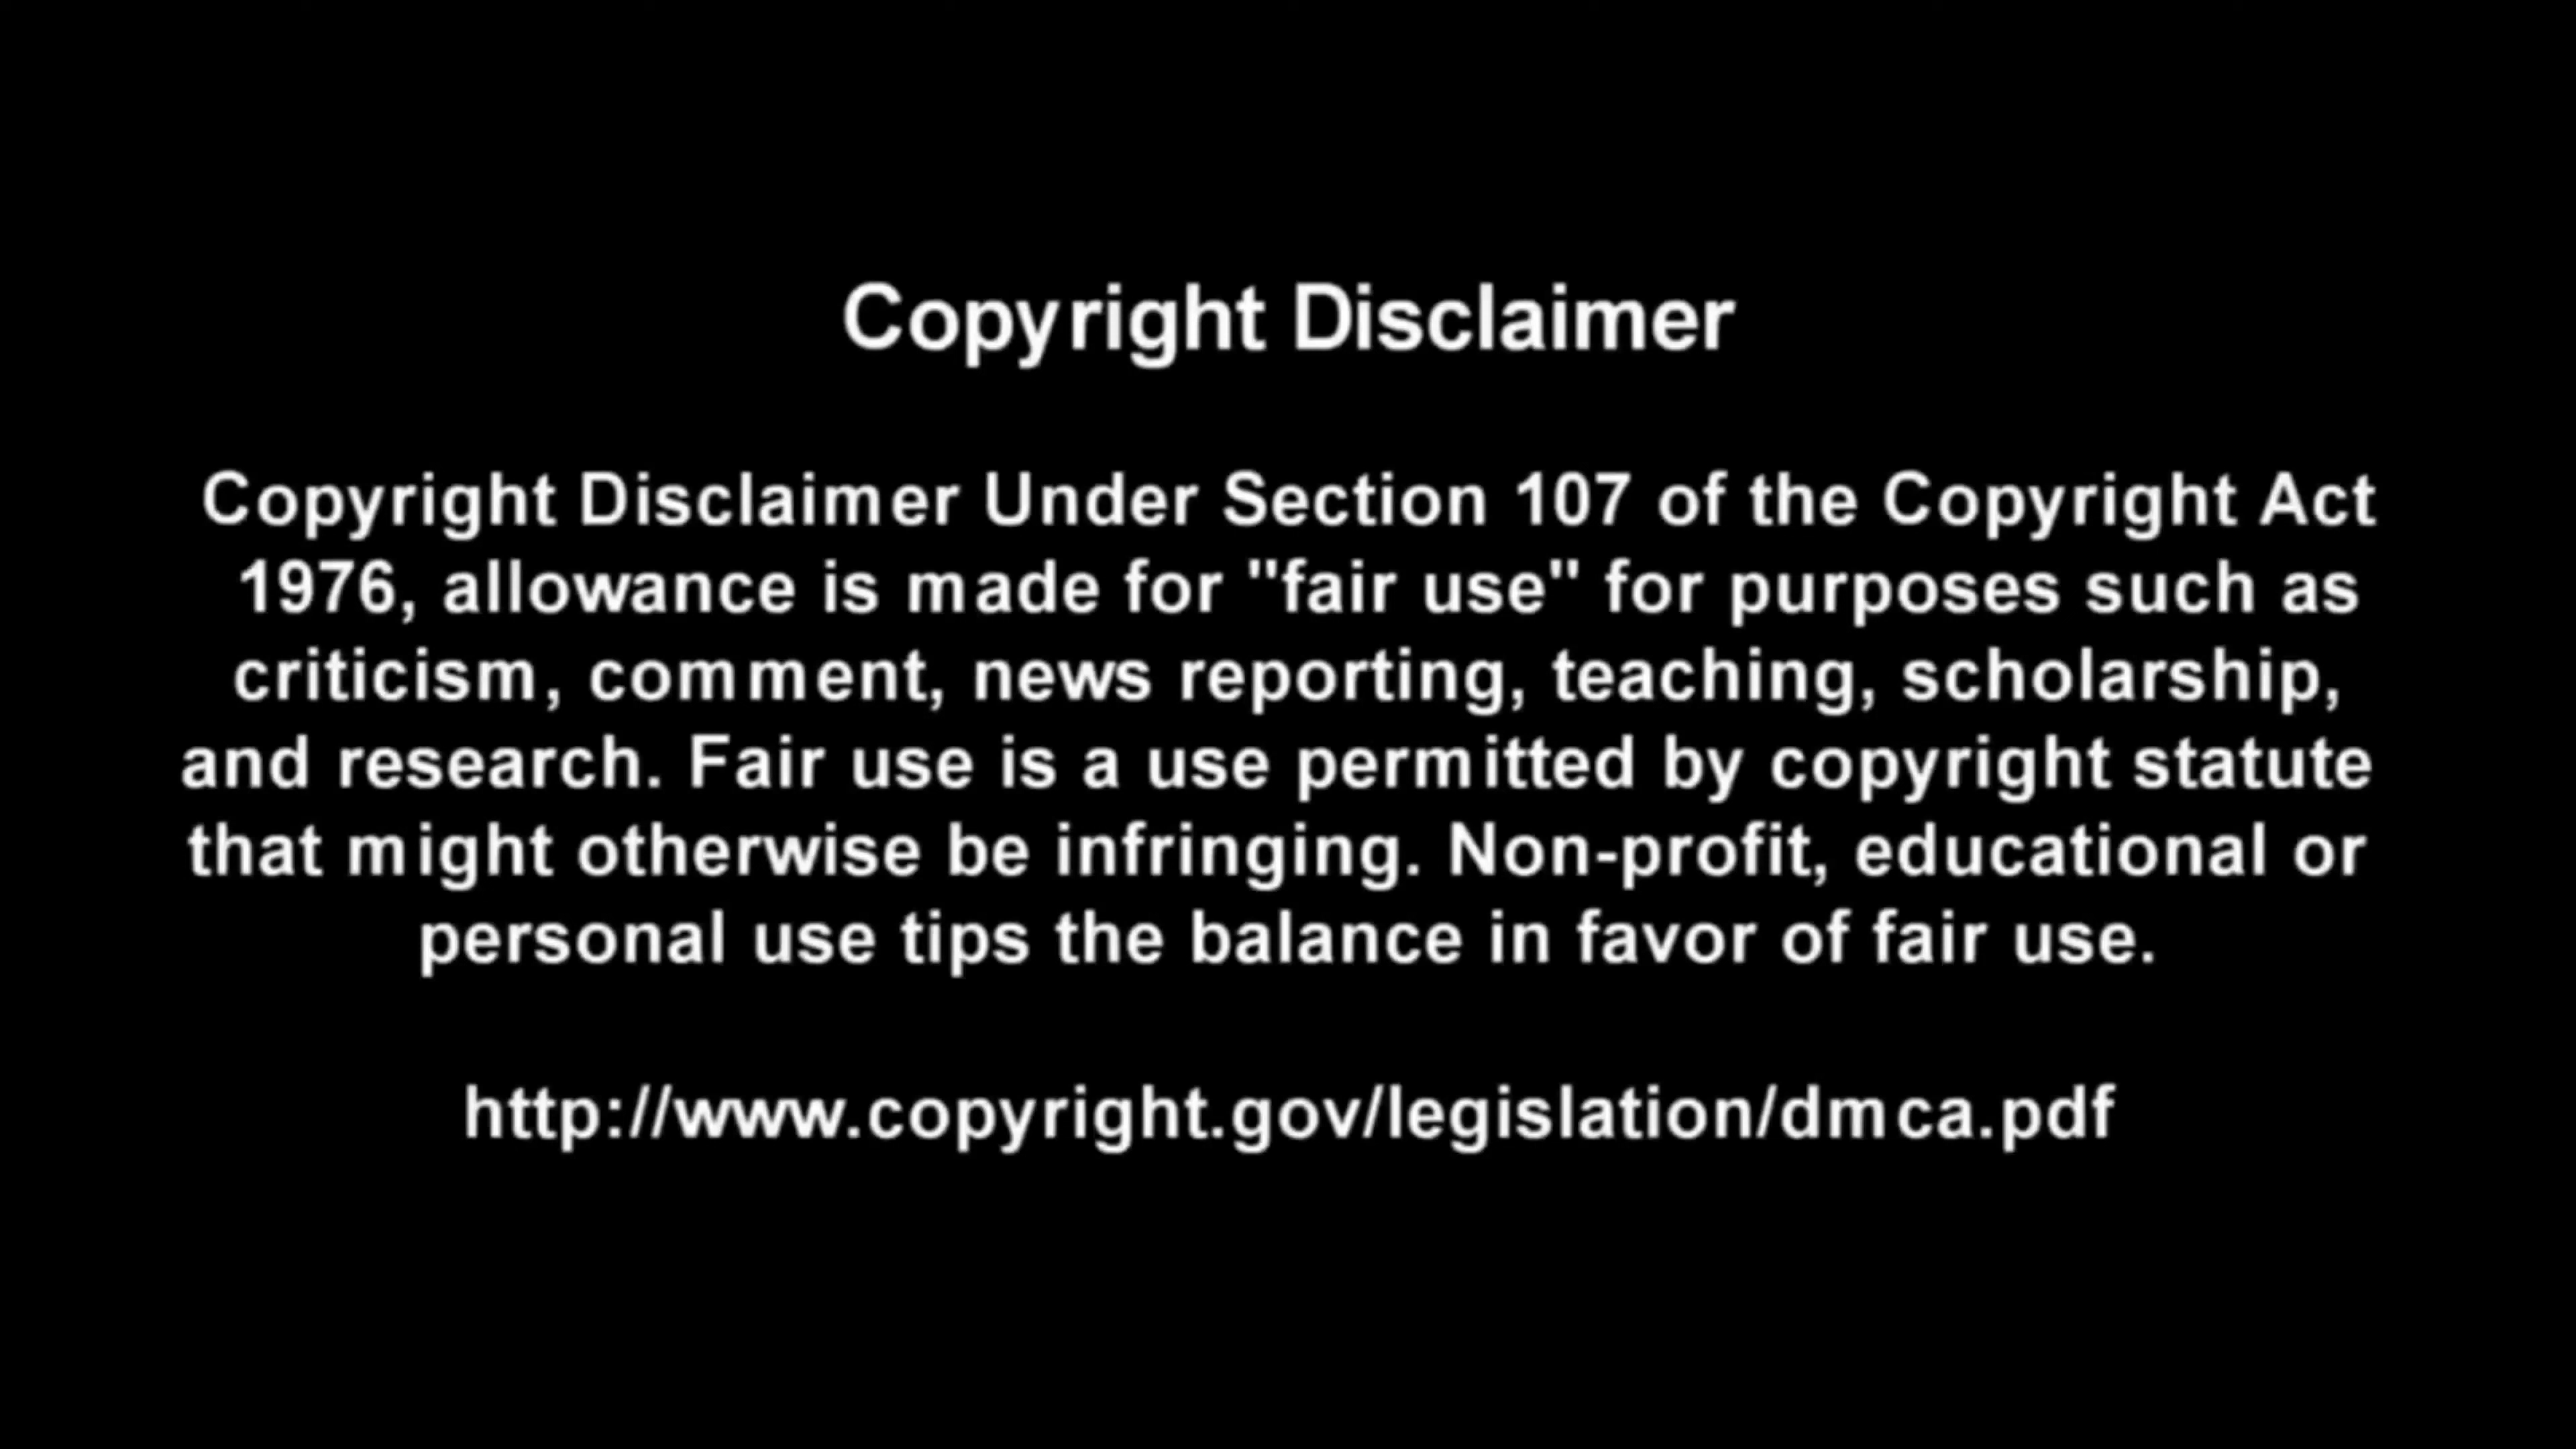 Copyright Disclaimer
Copyright Disclaimer Under Section 107 of the Copyright Act
1976, allowance is made for "fair use" for purposes such as
criticism, comment, news reporting, teaching, scholarship,
and research. Fair use is a use permitted by copyright statute
that might otherwise be infringing. Non-profit, educational or
personal use tips the balance in favor of fair use.
http://www.copyright.gov/legislation/dmca.pdf